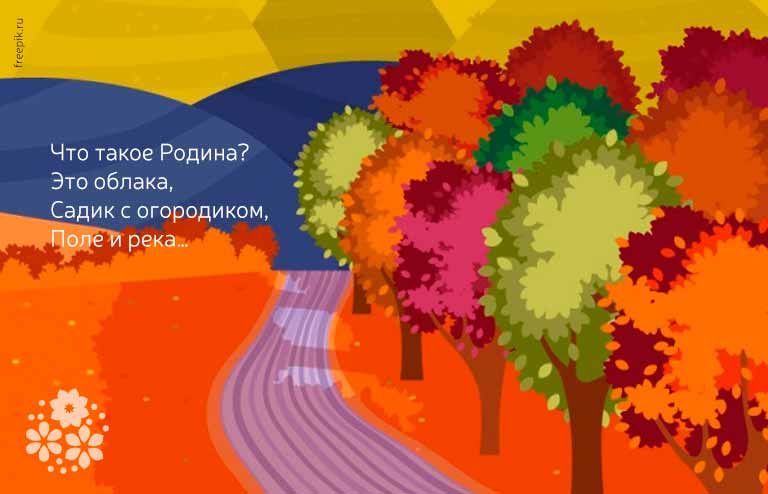 freepik.ru
Что такое Родина?
Это облака,
Садик с огородиком,
Поле и река...